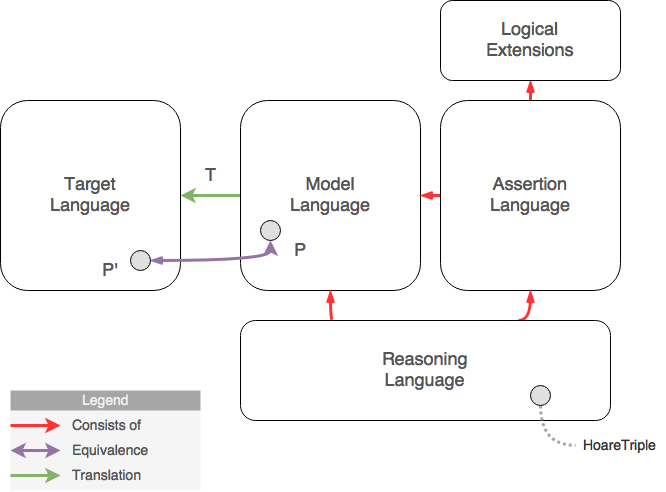 Logical
Extensions
Target
Language
T
Model
Language
Assertion
Language
P
P'
Reasoning
Language
HoareTriple
Legend
Consists of
Equivalence
Translation